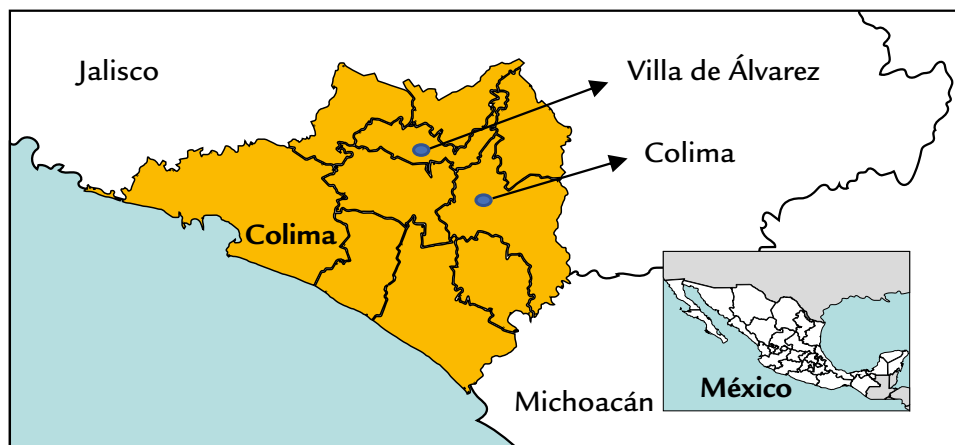 Jalisco
Villa de Álvarez
Colima
Colima
México
Michoacán